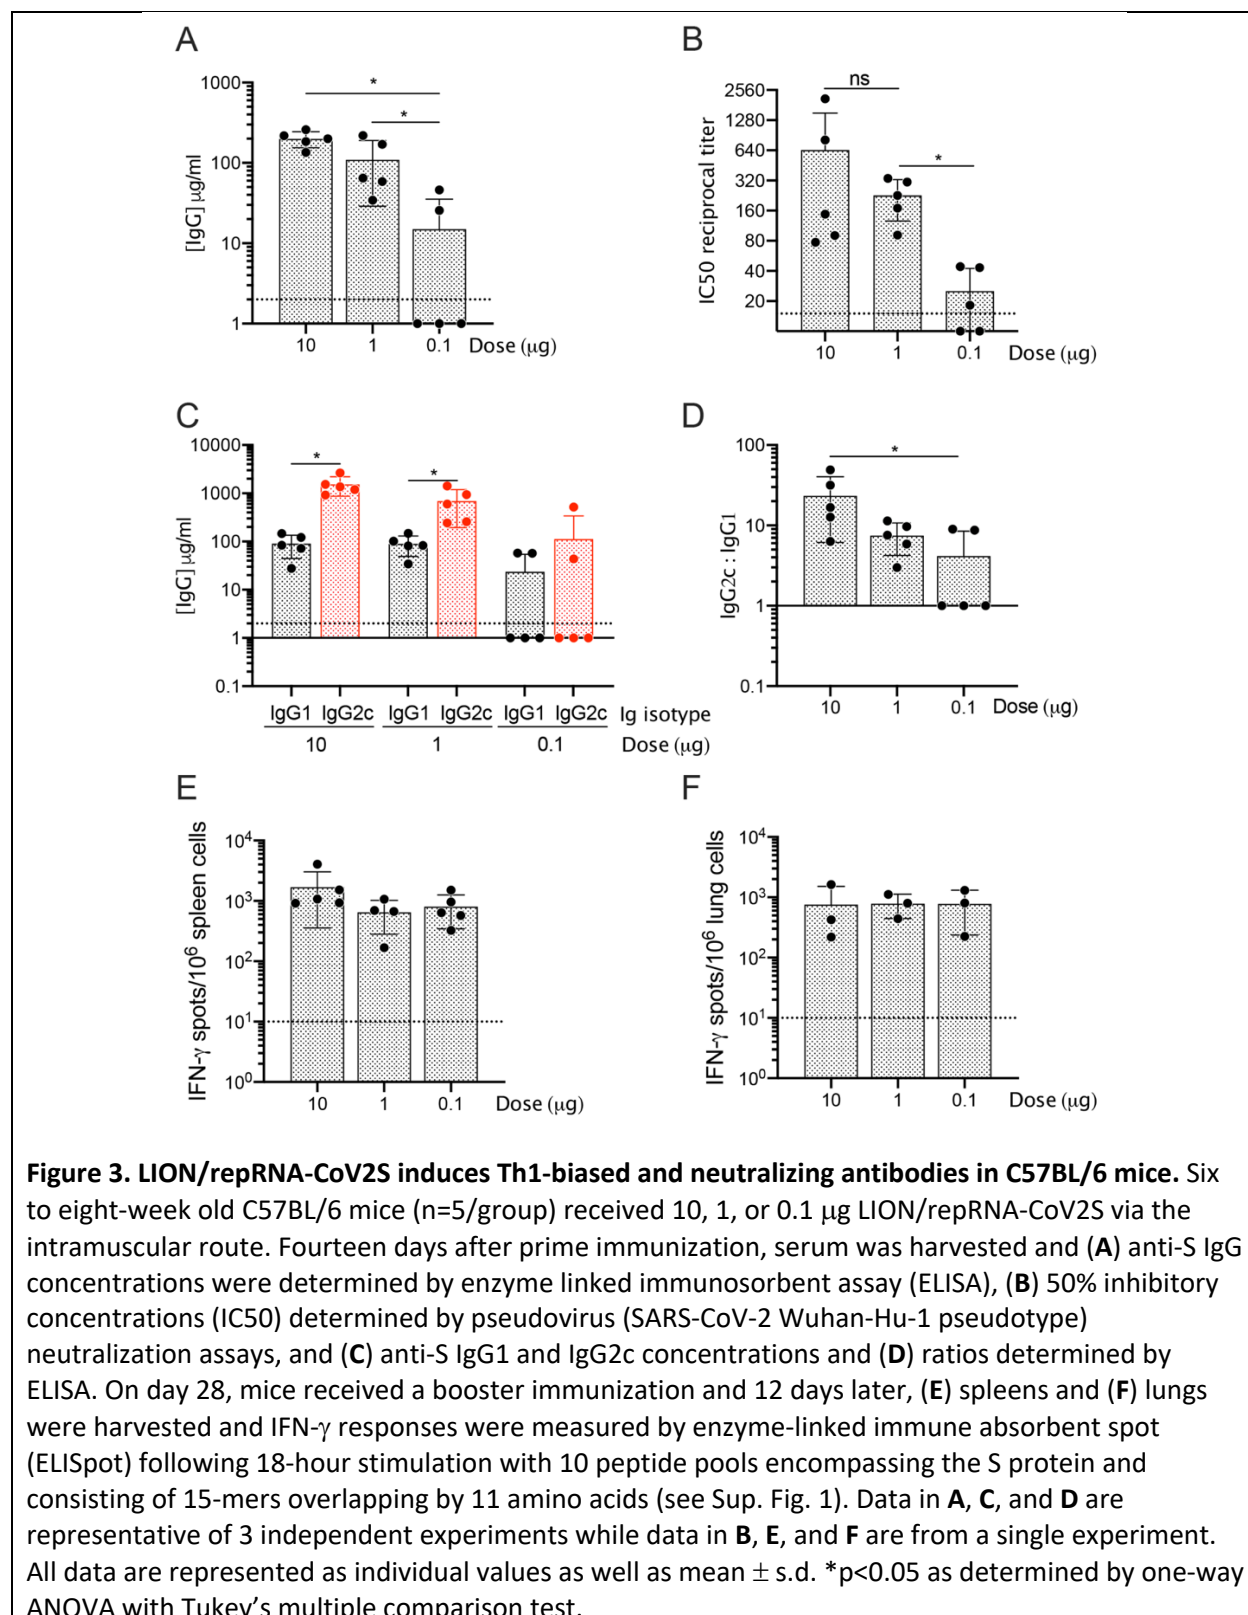 A
1000
100
10
1
[IgG] μg/ml
*
*
10 1 0.1 Dose (μg)
B
2560
1280
640
320
160
80
40
20
IC50 reciprocal titer
ns
*
10 1 0.1 Dose (μg)
C
10000
1000
100
10
1
0.1
[IgG] μg/ml
*
*
IgG1 IgG2c IgG1 IgG2c IgG1 IgG2c Ig isotype
10 1 0.1 Dose (μg)
D
100
10
1
0.1
IgG2c : IgG1
*
10 1 0.1 Dose (μg)
E
10⁴
10³
10²
10¹
10⁰
IFN-γ spots/10⁶ spleen cells
10 1 0.1 Dose (μg)
F
10⁴
10³
10²
10¹
10⁰
IFN-γ spots/10⁶ lung cells
10 1 0.1 Dose (μg)
Figure 3. LION/repRNA-CoV2S induces Th1-biased and neutralizing antibodies in C57BL/6 mice. Six
to eight-week old C57BL/6 mice (n=5/group) received 10, 1, or 0.1 μg LION/repRNA-CoV2S via the
intramuscular route. Fourteen days after prime immunization, serum was harvested and (A) anti-S IgG
concentrations were determined by enzyme linked immunosorbent assay (ELISA), (B) 50% inhibitory
concentrations (IC50) determined by pseudovirus (SARS-CoV-2 Wuhan-Hu-1 pseudotype)
neutralization assays, and (C) anti-S IgG1 and IgG2c concentrations and (D) ratios determined by
ELISA. On day 28, mice received a booster immunization and 12 days later, (E) spleens and (F) lungs
were harvested and IFN-γ responses were measured by enzyme-linked immune absorbent spot
(ELISpot) following 18-hour stimulation with 10 peptide pools encompassing the S protein and
consisting of 15-mers overlapping by 11 amino acids (see Sup. Fig. 1). Data in A, C, and D are
representative of 3 independent experiments while data in B, E, and F are from a single experiment.
All data are represented as individual values as well as mean ± s.d. *p<0.05 as determined by one-way
ANOVA with Tukey's multiple comparison test.